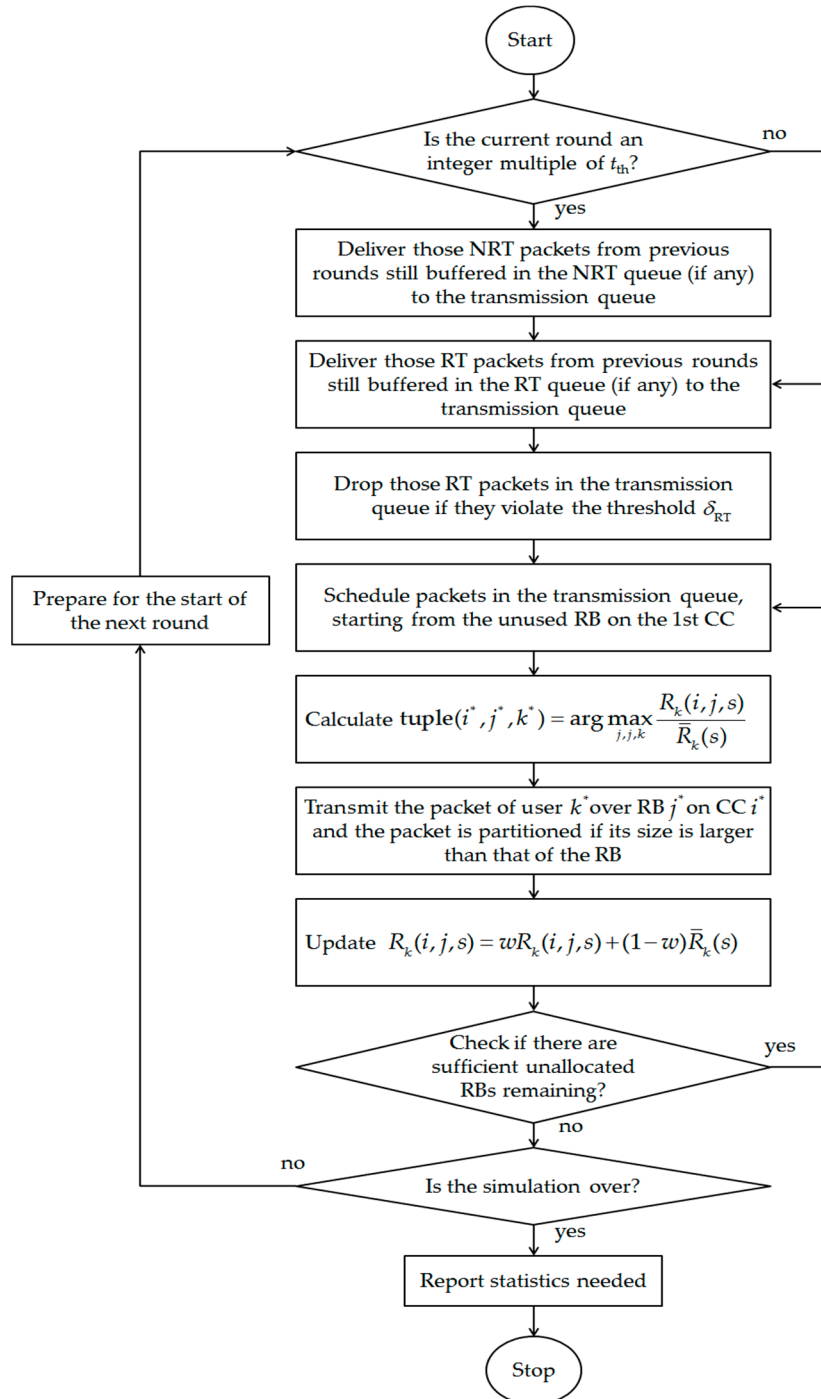 Start
Is the current round an
integer multiple of t_th?
no
yes
Deliver those NRT packets from previous
rounds still buffered in the NRT queue (if any)
to the transmission queue
Deliver those RT packets from previous rounds
still buffered in the RT queue (if any) to the
transmission queue
Drop those RT packets in the transmission
queue if they violate the threshold δ_RT
Prepare for the start of
the next round
Schedule packets in the transmission queue,
starting from the unused RB on the 1st CC
Calculate tuple(i*, j*, k*) = arg max_{j,j,k} R_k(i, j, s) / R̅_k(s)
Transmit the packet of user k* over RB j* on CC i*
and the packet is partitioned if its size is larger
than that of the RB
Update R_k(i, j, s) = wR_k(i, j, s) + (1 − w)R̅_k(s)
Check if there are
sufficient unallocated
RBs remaining?
yes
no
no
Is the simulation over?
yes
Report statistics needed
Stop